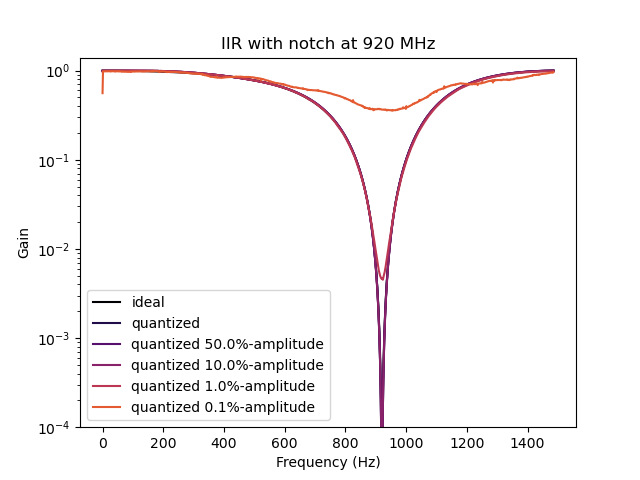 IIR with notch at 920 MHz
10⁰
10⁻¹
10⁻²
10⁻³
10⁻⁴
Gain
ideal
quantized
quantized 50.0%-amplitude
quantized 10.0%-amplitude
quantized 1.0%-amplitude
quantized 0.1%-amplitude
0 200 400 600 800 1000 1200 1400
Frequency (Hz)